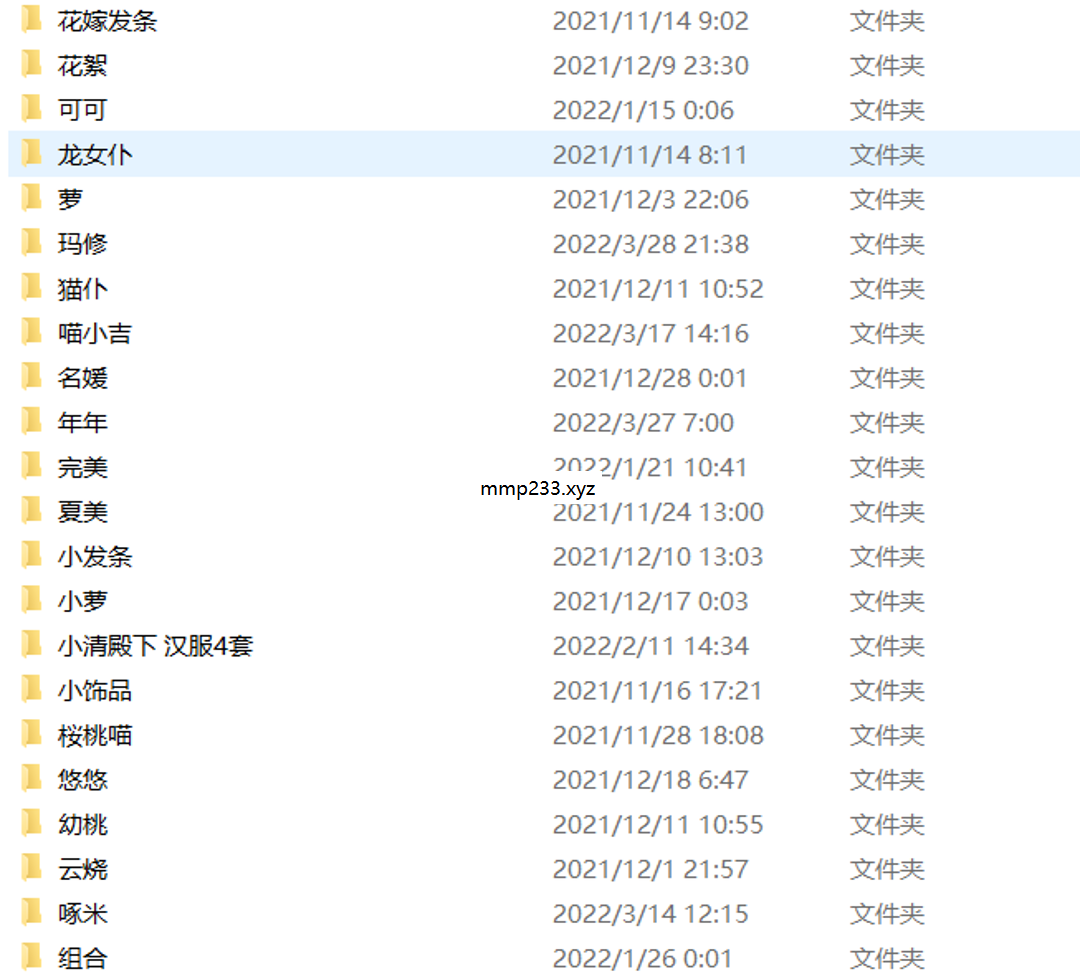 花嫁发条 2021/11/14 9:02 文件夹
花絮 2021/12/9 23:30 文件夹
可可 2022/1/15 0:06 文件夹
龙女仆 2021/11/14 8:11 文件夹
萝 2021/12/3 22:06 文件夹
玛修 2022/3/28 21:38 文件夹
猫仆 2021/12/11 10:52 文件夹
喵小吉 2022/3/17 14:16 文件夹
名媛 2021/12/28 0:01 文件夹
年年 2022/3/27 7:00 文件夹
完美 2022/1/21 10:41 文件夹
mmp233.xyz
夏美 2021/11/24 13:00 文件夹
小发条 2021/12/10 13:03 文件夹
小萝 2021/12/17 0:03 文件夹
小清殿下 汉服4套 2022/2/11 14:34 文件夹
小饰品 2021/11/16 17:21 文件夹
桜桃喵 2021/11/28 18:08 文件夹
悠悠 2021/12/18 6:47 文件夹
幼桃 2021/12/11 10:55 文件夹
云烧 2021/12/1 21:57 文件夹
啄米 2022/3/14 12:15 文件夹
组合 2022/1/26 0:01 文件夹